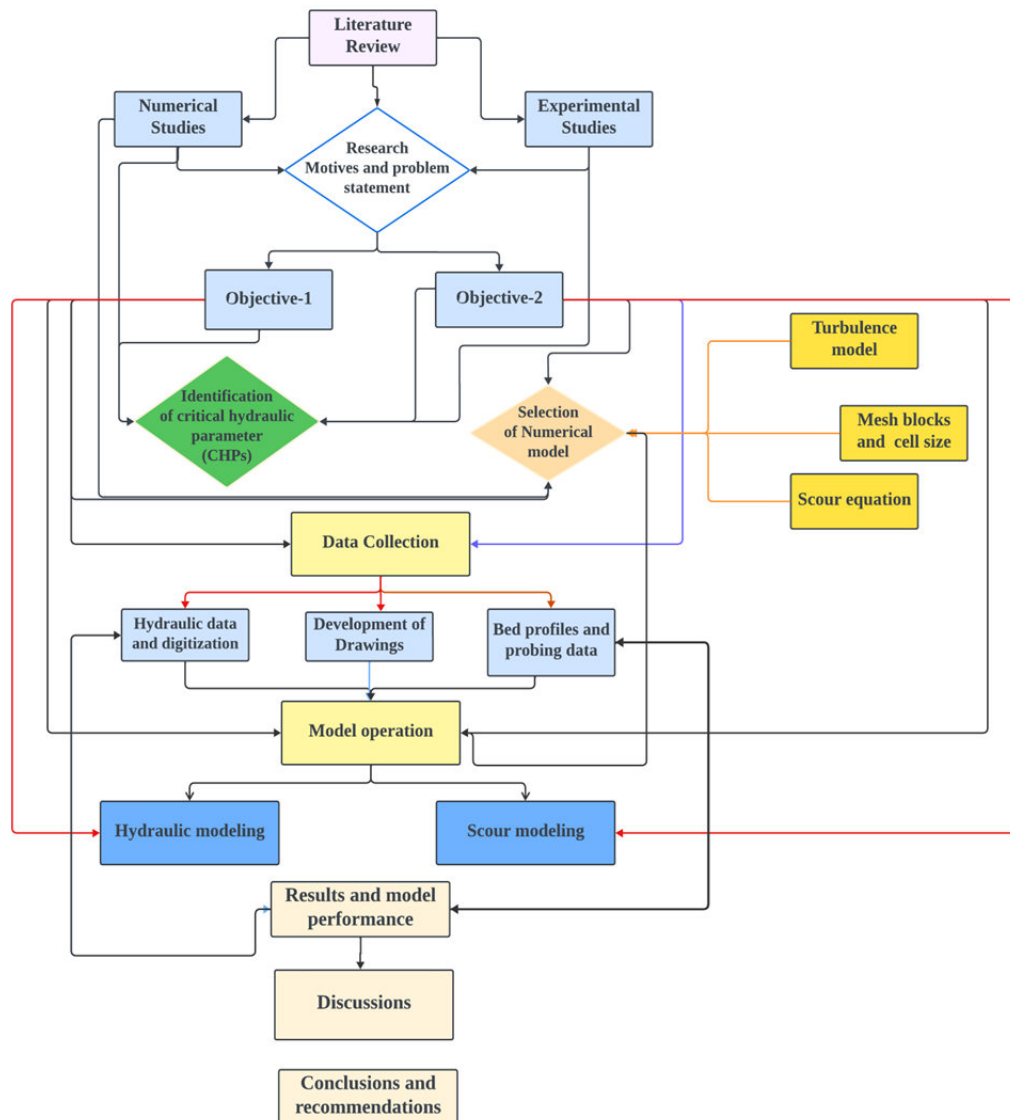 Literature
Review
Numerical
Studies
Experimental
Studies
Research
Motives and problem
statement
Objective-1
Objective-2
Turbulence
model
Identification
of critical hydraulic
parameter
(CHPs)
Selection
of Numerical
model
Mesh blocks
and cell size
Scour equation
Data Collection
Hydraulic data
and digitization
Development of
Drawings
Bed profiles and
probing data
Model operation
Hydraulic modeling
Scour modeling
Results and model
performance
Discussions
Conclusions and
recommendations